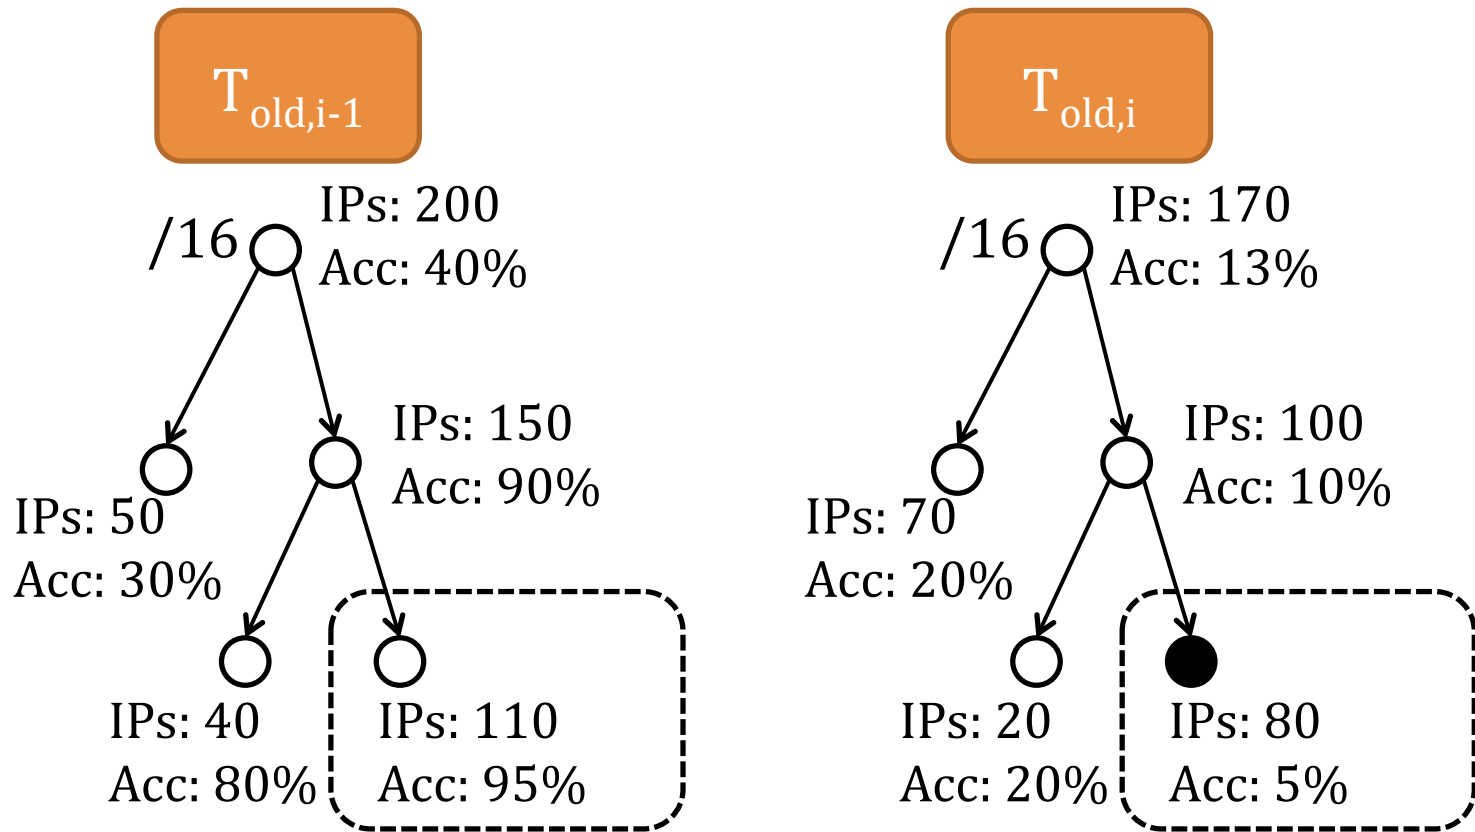 T_old,i-1
/16
IPs: 200
Acc: 40%
IPs: 150
Acc: 90%
IPs: 50
Acc: 30%
IPs: 40
Acc: 80%
IPs: 110
Acc: 95%
T_old,i
/16
IPs: 170
Acc: 13%
IPs: 100
Acc: 10%
IPs: 70
Acc: 20%
IPs: 20
Acc: 20%
IPs: 80
Acc: 5%